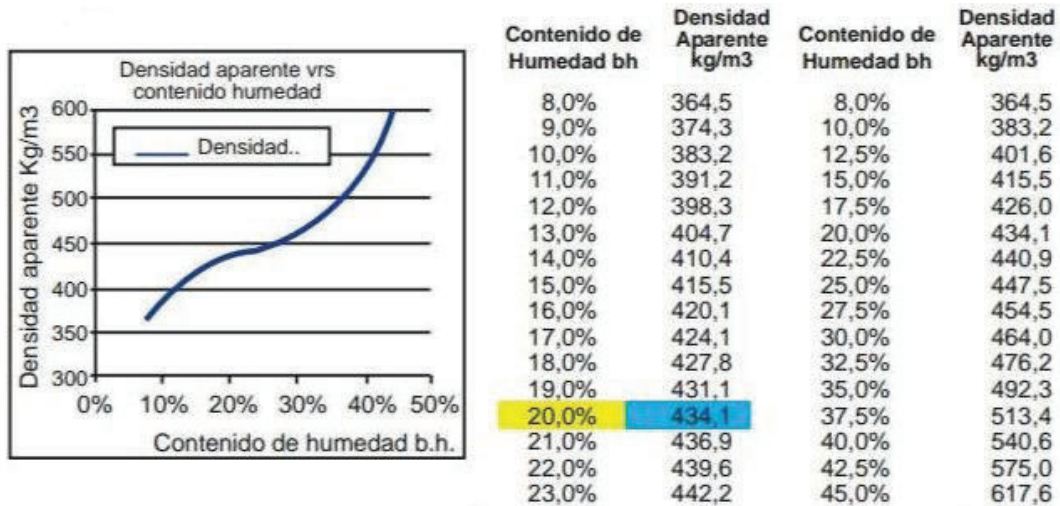 Densidad aparente vrs
contenido humedad
Densidad..
Densidad aparente Kg/m3
600
550
500
450
400
350
300
0% 10% 20% 30% 40% 50%
Contenido de humedad b.h.
Contenido de Humedad bh Densidad Aparente kg/m3 Contenido de Humedad bh Densidad Aparente kg/m3
8,0% 364,5 8,0% 364,5
9,0% 374,3 10,0% 383,2
10,0% 383,2 12,5% 401,6
11,0% 391,2 15,0% 415,5
12,0% 398,3 17,5% 426,0
13,0% 404,7 20,0% 434,1
14,0% 410,4 22,5% 440,9
15,0% 415,5 25,0% 447,5
16,0% 420,1 27,5% 454,5
17,0% 424,1 30,0% 464,0
18,0% 427,8 32,5% 476,2
19,0% 431,1 35,0% 492,3
20,0% 434,1 37,5% 513,4
21,0% 436,9 40,0% 540,6
22,0% 439,6 42,5% 575,0
23,0% 442,2 45,0% 617,6